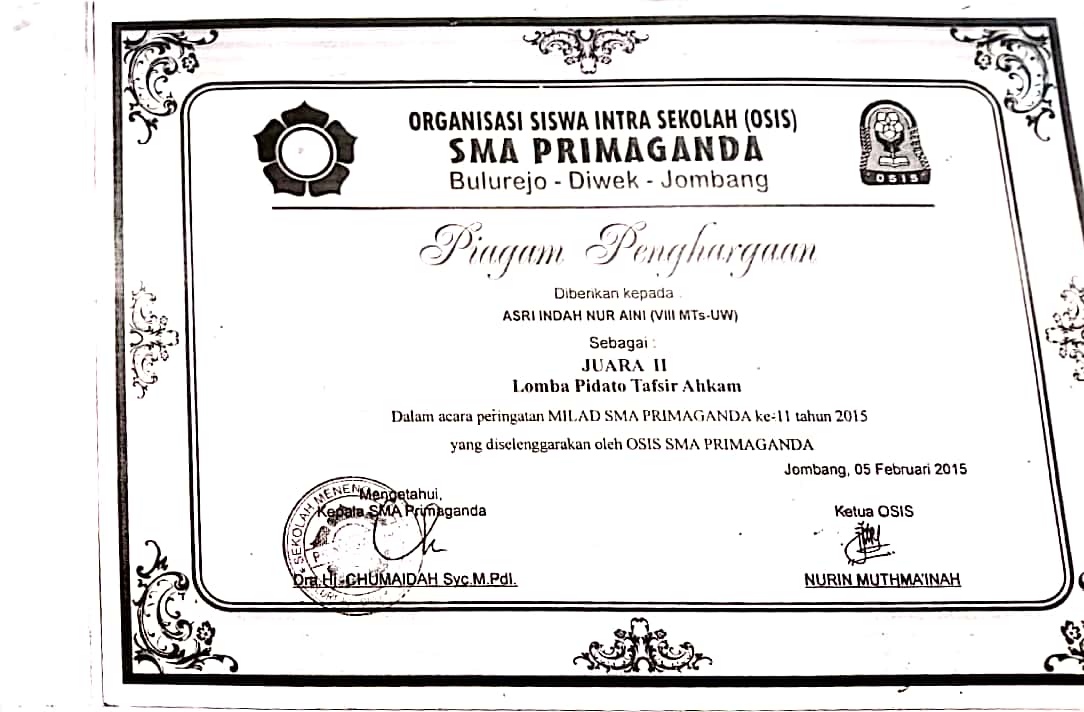 ORGANISASI SISWA INTRA SEKOLAH (OSIS)
SMA PRIMAGANDA
Bulurejo - Diwek - Jombang
OSIS
Piagam Penghargaan
Diberikan kepada :
ASRI INDAH NUR AINI (VIII MTs-UW)
Sebagai :
JUARA II
Lomba Pidato Tafsir Ahkam
Dalam acara peringatan MILAD SMA PRIMAGANDA ke-11 tahun 2015
yang diselenggarakan oleh OSIS SMA PRIMAGANDA
Jombang, 05 Februari 2015
Mengetahui,
Kepala SMA Primaganda
Ketua OSIS
SEKOLAH MENEN
Dra.Hj. CHUMAIDAH Syc.M.PdI.
NURIN MUTHMA'INAH